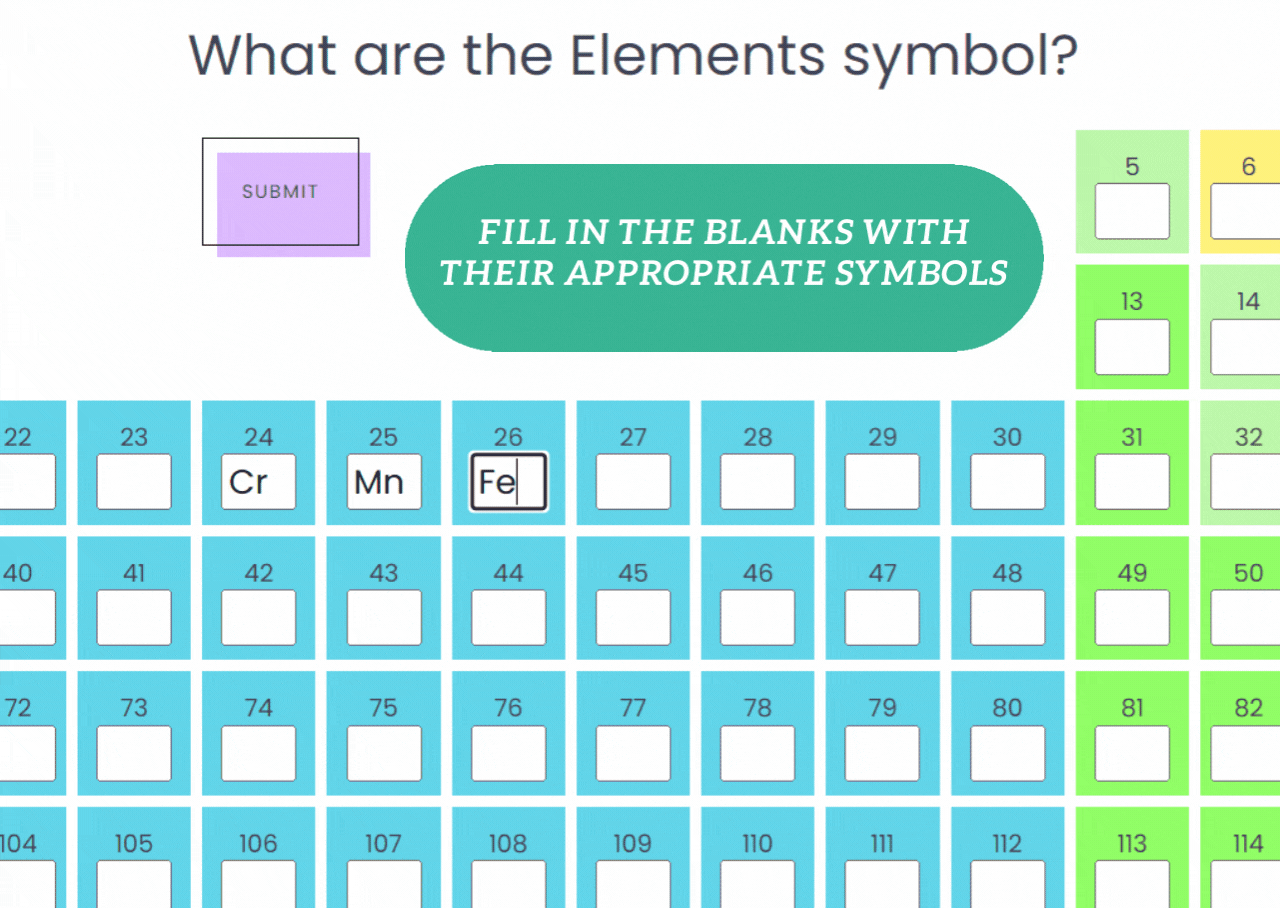 What are the Elements symbol?
SUBMIT
FILL IN THE BLANKS WITH
THEIR APPROPRIATE SYMBOLS
5 6
13 14
22 23 24 25 26 27 28 29 30 31 32
Cr Mn Fe
40 41 42 43 44 45 46 47 48 49 50
72 73 74 75 76 77 78 79 80 81 82
104 105 106 107 108 109 110 111 112 113 114